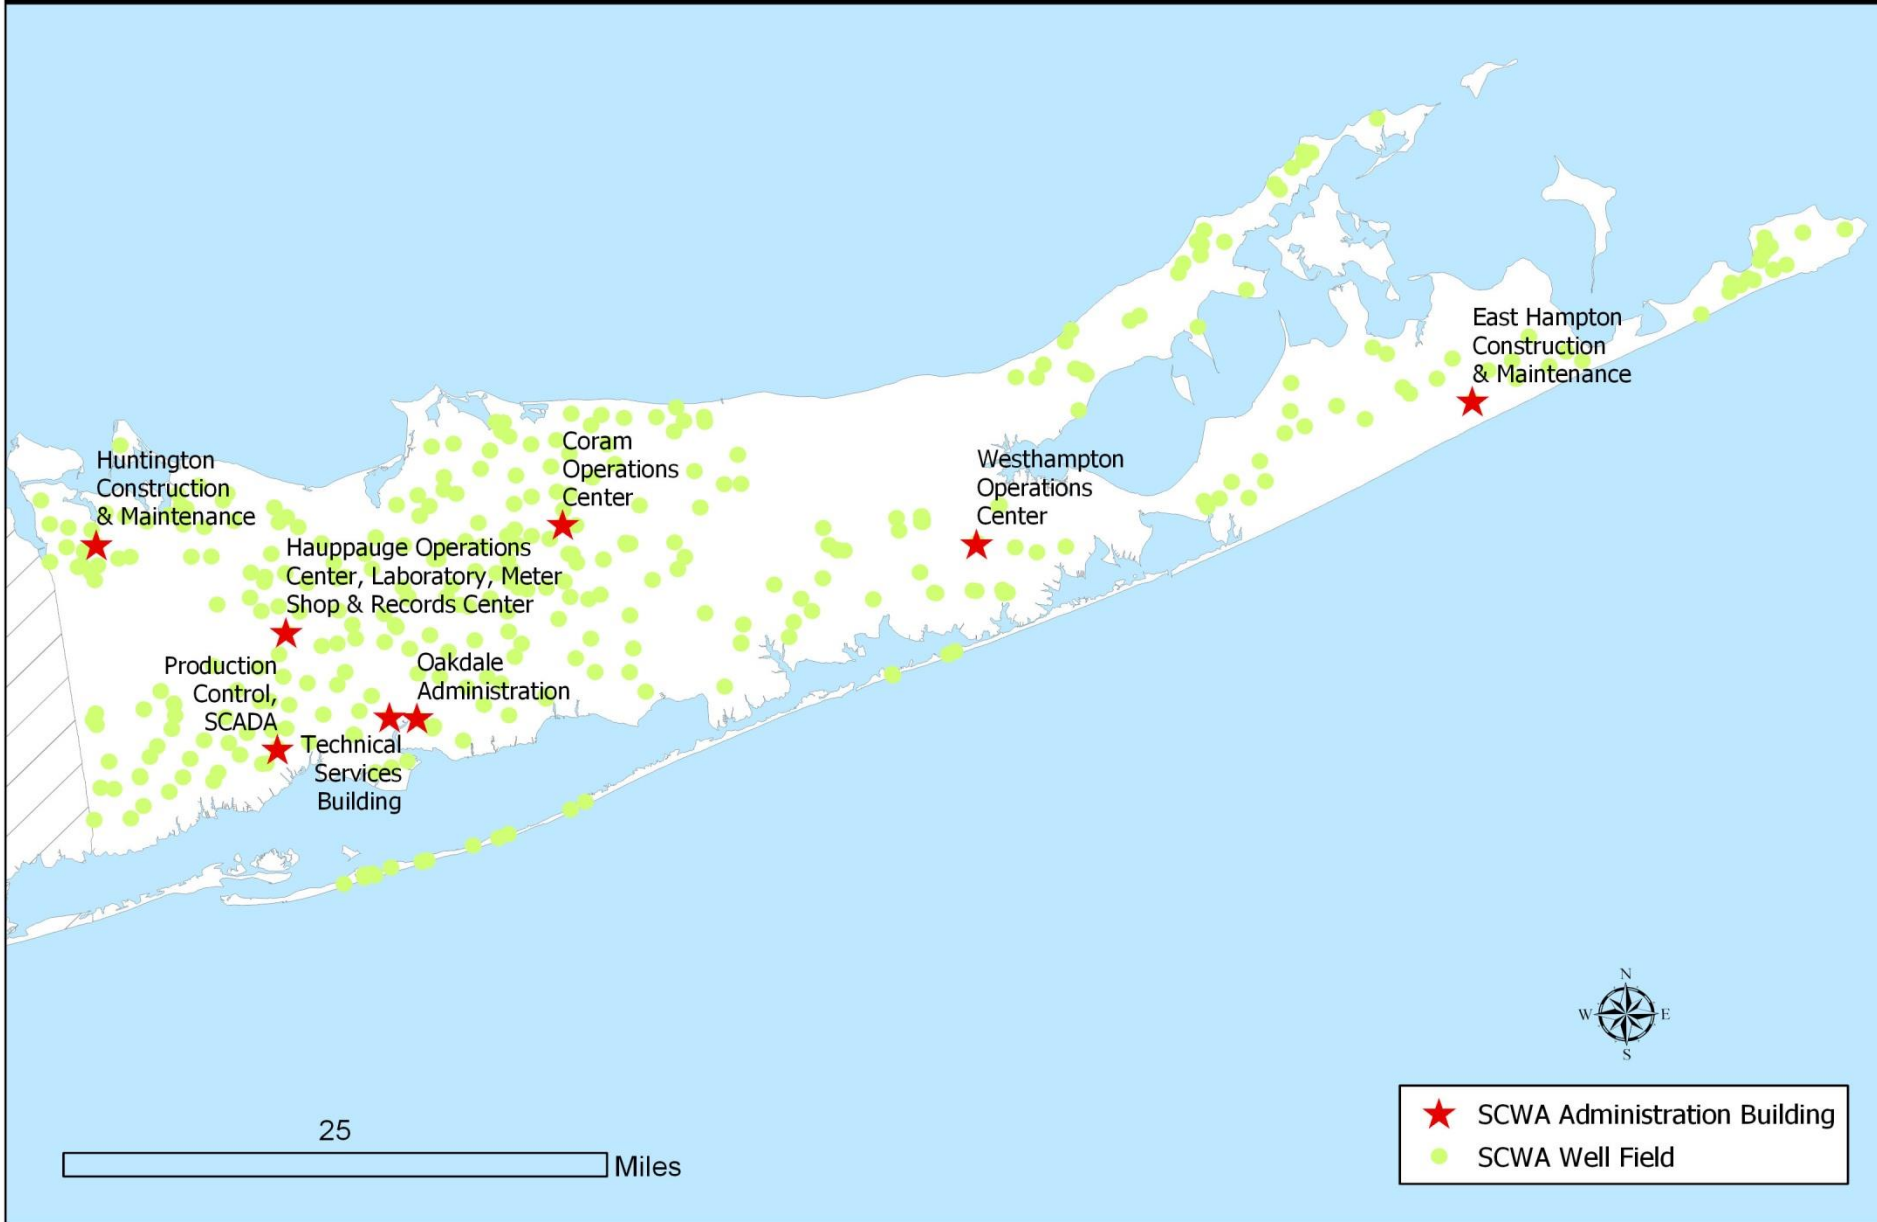 East Hampton
Construction
& Maintenance
Coram
Operations
Center
Huntington
Construction
& Maintenance
Westhampton
Operations
Center
Hauppauge Operations
Center, Laboratory, Meter
Shop & Records Center
Production
Control,
SCADA
Oakdale
Administration
Technical
Services
Building
N
W
E
S
25
Miles
SCWA Administration Building
SCWA Well Field